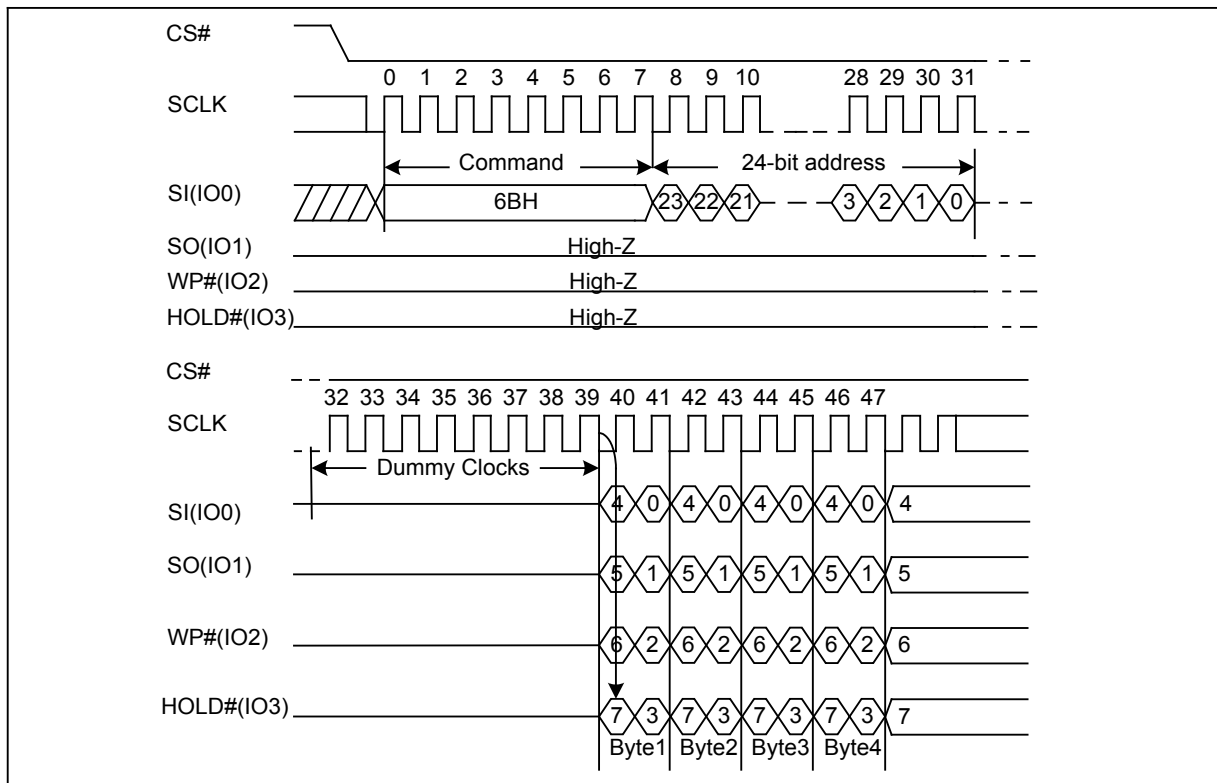 CS#
0 1 2 3 4 5 6 7 8 9 10 28 29 30 31
SCLK
Command 24-bit address
SI(IO0) 6BH 23 22 21 3 2 1 0
SO(IO1) High-Z
WP#(IO2) High-Z
HOLD#(IO3) High-Z
CS#
32 33 34 35 36 37 38 39 40 41 42 43 44 45 46 47
SCLK
Dummy Clocks
SI(IO0) 4 0 4 0 4 0 4 0 4
SO(IO1) 5 1 5 1 5 1 5 1 5
WP#(IO2) 6 2 6 2 6 2 6 2 6
HOLD#(IO3) 7 3 7 3 7 3 7 3 7
Byte1 Byte2 Byte3 Byte4